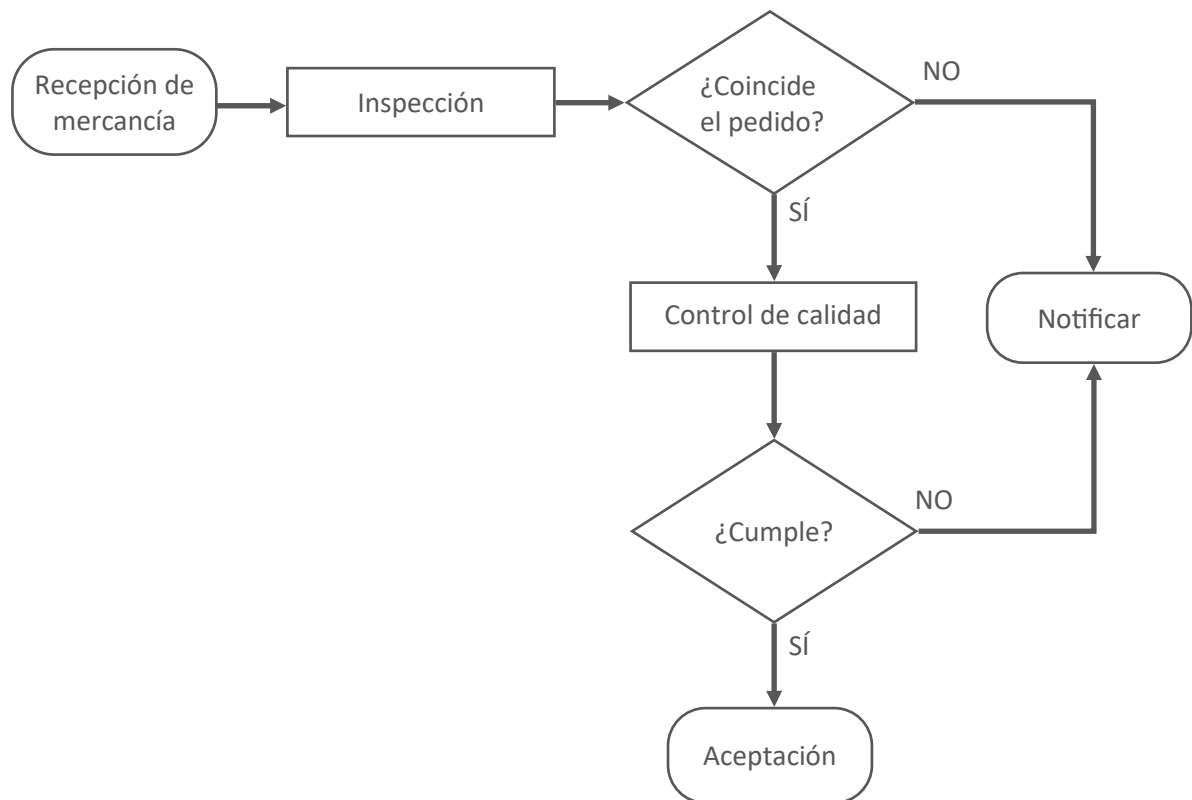 Recepción de
mercancía
Inspección
¿Coincide
el pedido?
NO
SÍ
Control de calidad
Notificar
¿Cumple?
NO
SÍ
Aceptación